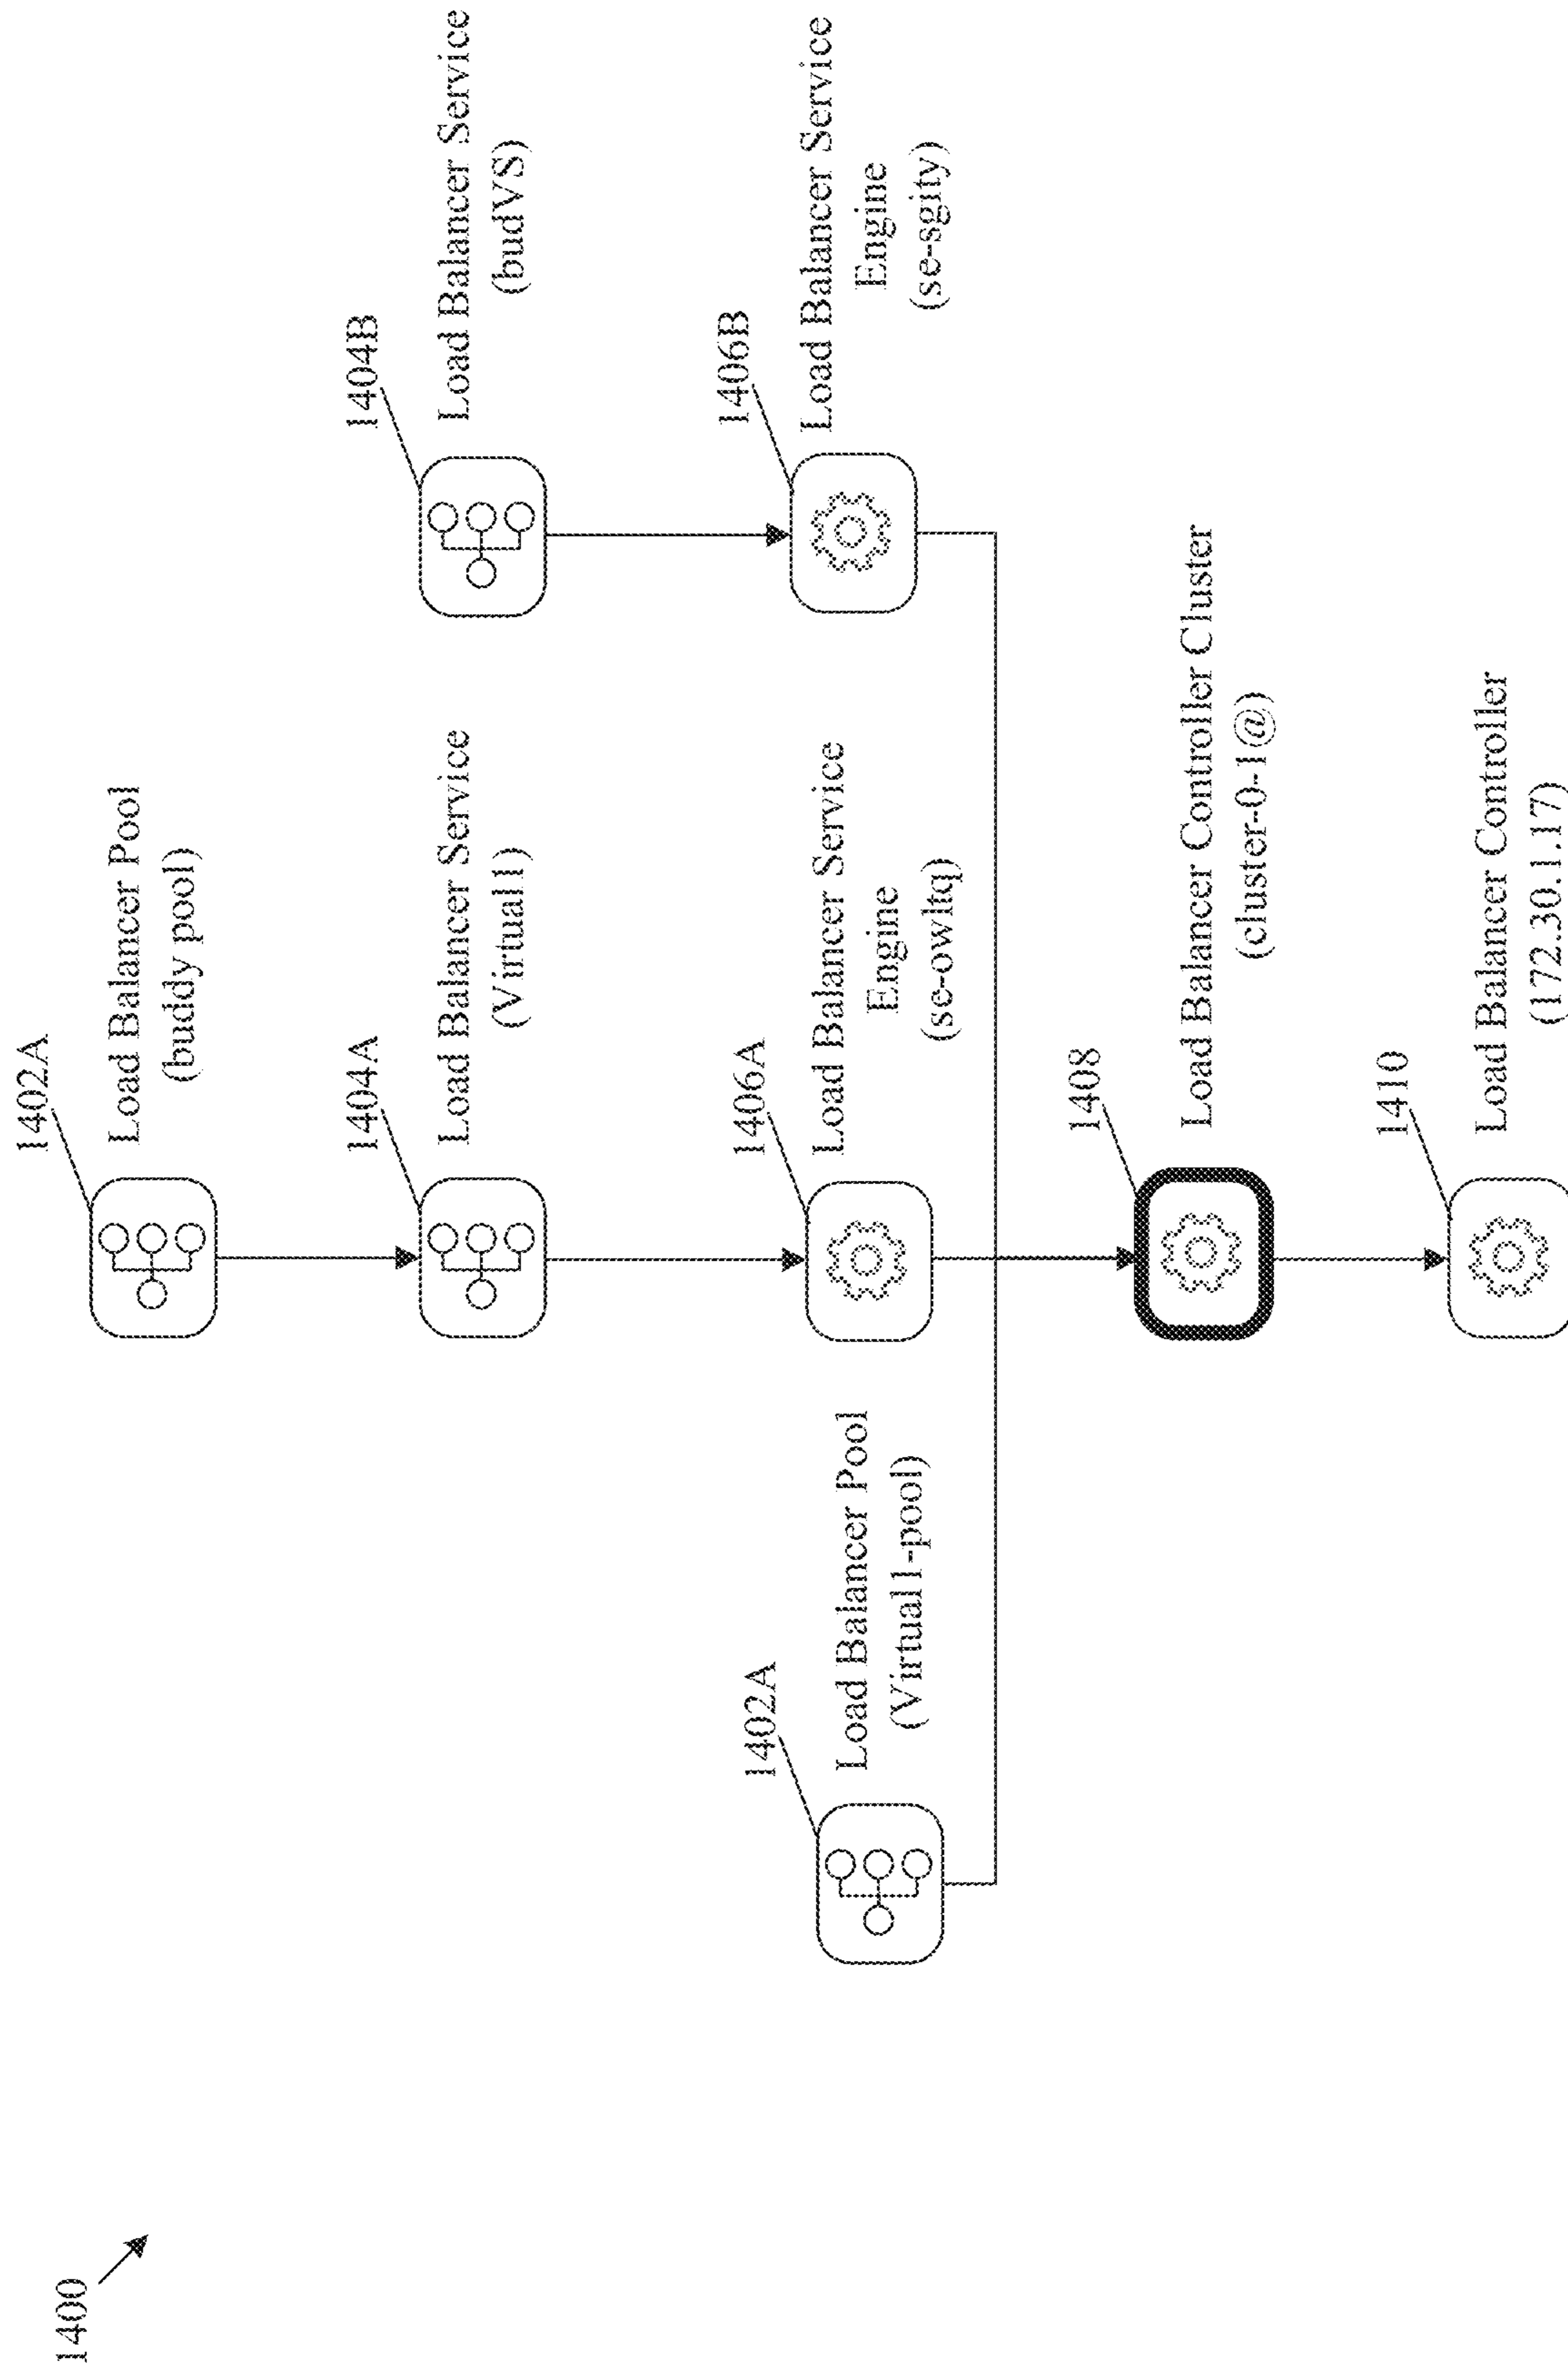 1400
1402A
Load Balancer Pool
(buddy pool)
1404A
Load Balancer Service
(Virtual1)
1404B
Load Balancer Service
(budVS)
1402A
Load Balancer Pool
(Virtual1-pool)
1406A
Load Balancer Service
Engine
(se-owltq)
1406B
Load Balancer Service
Engine
(se-sgity)
1408
Load Balancer Controller Cluster
(cluster-0-1@)
1410
Load Balancer Controller
(172.30.1.17)